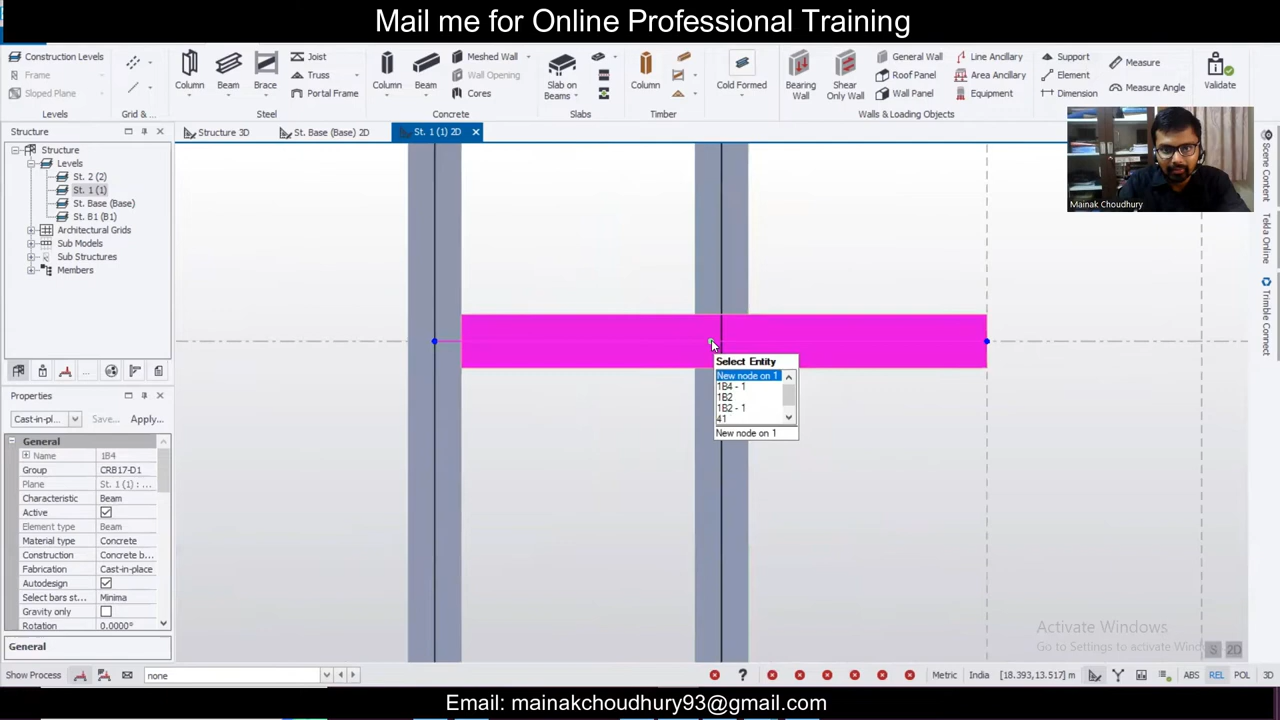 Mail me for Online Professional Training
Construction Levels
Frame
Sloped Plane
Levels
Grid & ...
Column
Beam
Brace
Joist
Truss
Portal Frame
Steel
Column
Beam
Meshed Wall
Wall Opening
Cores
Concrete
Slab on
Beams
Slabs
Column
Timber
Cold Formed
Bearing
Wall
Shear
Only Wall
General Wall
Roof Panel
Wall Panel
Line Ancillary
Area Ancillary
Equipment
Walls & Loading Objects
Support
Element
Dimension
Measure
Measure Angle
Validate
Structure
Structure 3D
St. Base (Base) 2D
St. 1 (1) 2D
Structure
Levels
St. 2 (2)
St. 1 (1)
St. Base (Base)
St. B1 (B1)
Architectural Grids
Sub Models
Sub Structures
Members
...
Mainak Choudhury
Scene Content
Tekla Online
Trimble Connect
Select Entity
New node on 1
1B4 - 1
1B2
1B2 - 1
41
New node on 1
Properties
Cast-in-pl...
Save...
Apply...
General
Name 1B4
Group CRB17-D1
Plane St. 1 (1) : ...
Characteristic Beam
Active
Element type Beam
Material type Concrete
Construction Concrete b...
Fabrication Cast-in-place
Autodesign
Select bars st... Minima
Gravity only
Rotation 0.0000°
General
Activate Windows
Go to Settings to activate Wind
S 2D
Show Process
none
Metric
India
[18.393,13.517] m
ABS
REL
POL
3D
Email: mainakchoudhury93@gmail.com